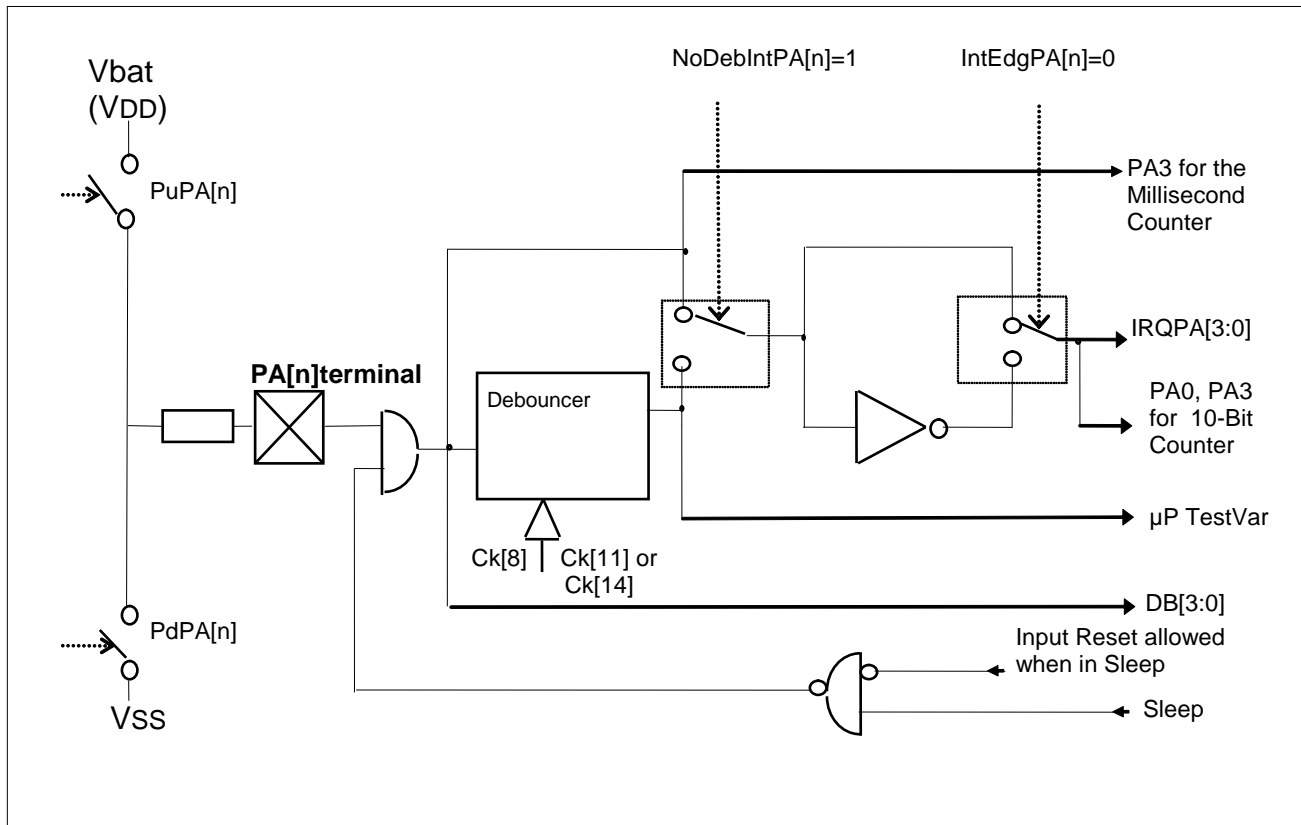 NoDebIntPA[n]=1
IntEdgPA[n]=0
Vbat
(VDD)
PuPA[n]
PA3 for the
Millisecond
Counter
IRQPA[3:0]
PA[n]terminal
Debouncer
PA0, PA3
for 10-Bit
Counter
µP TestVar
Ck[8]
Ck[11] or
Ck[14]
DB[3:0]
PdPA[n]
Input Reset allowed
when in Sleep
Sleep
VSS